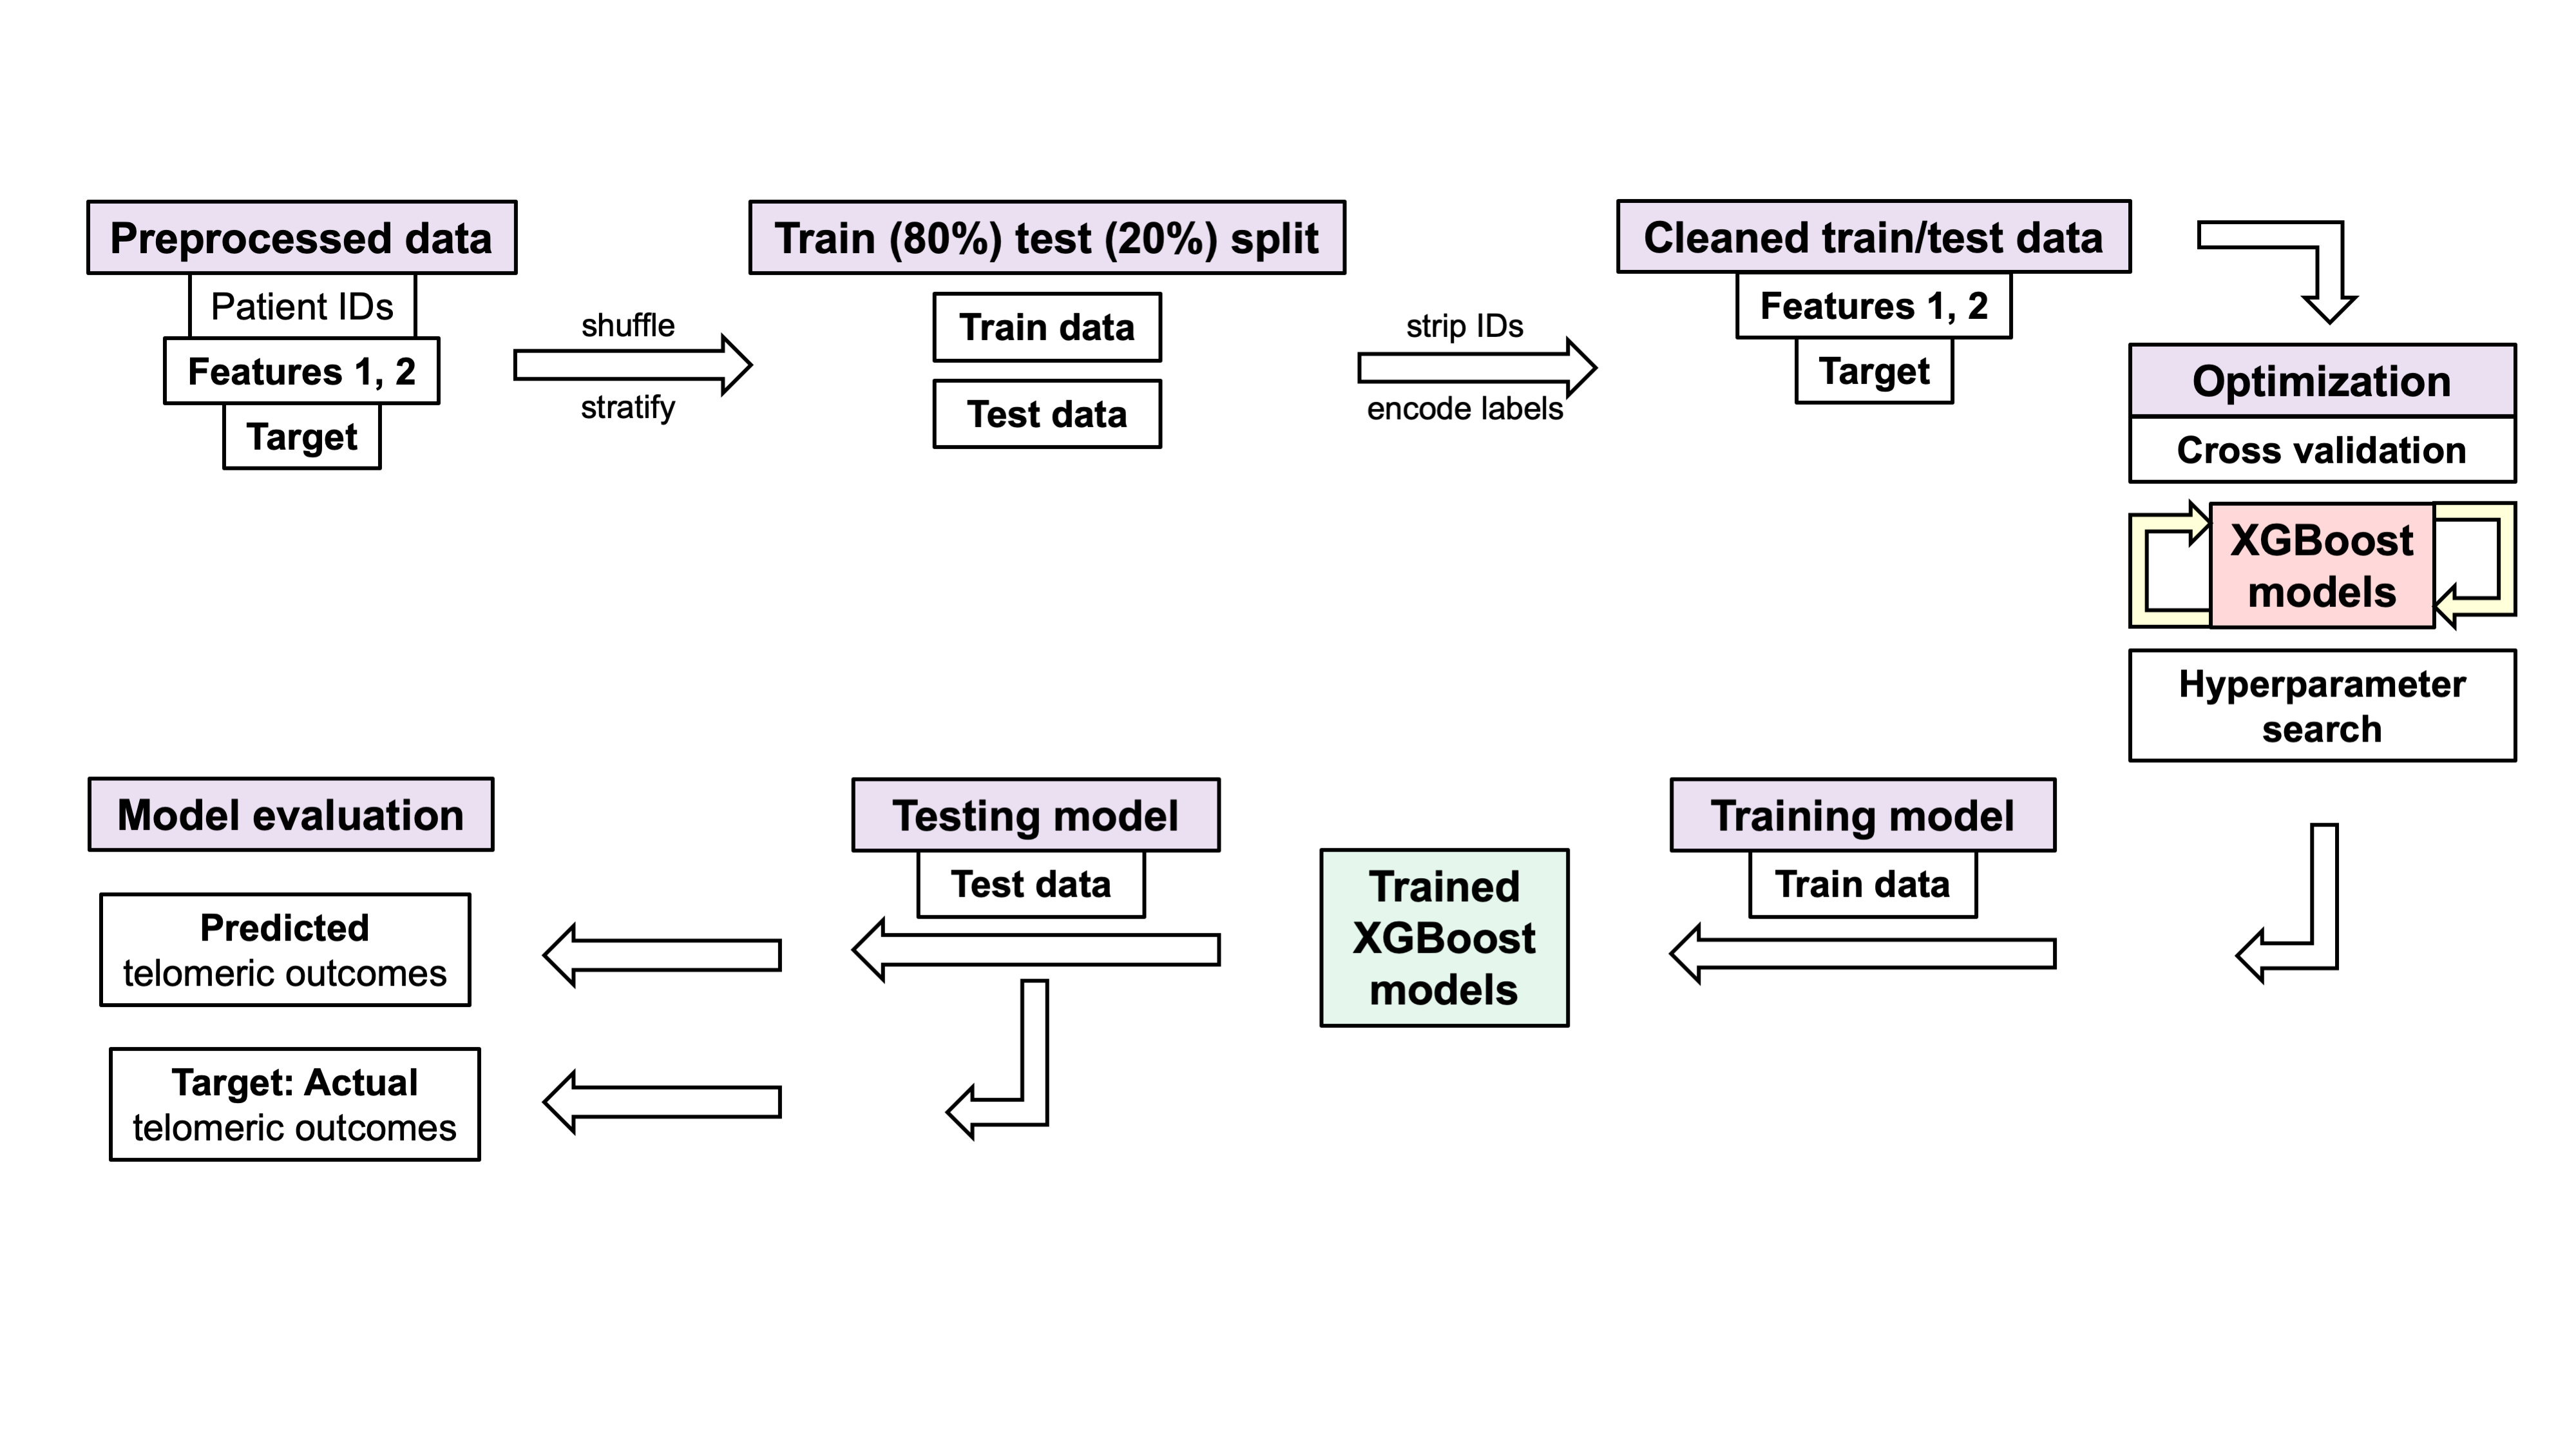 Preprocessed data
Patient IDs
Features 1, 2
Target
shuffle
stratify
Train (80%) test (20%) split
Train data
Test data
strip IDs
encode labels
Cleaned train/test data
Features 1, 2
Target
Optimization
Cross validation
XGBoost
models
Hyperparameter
search
Training model
Train data
Trained
XGBoost
models
Testing model
Test data
Model evaluation
Predicted
telomeric outcomes
Target: Actual
telomeric outcomes